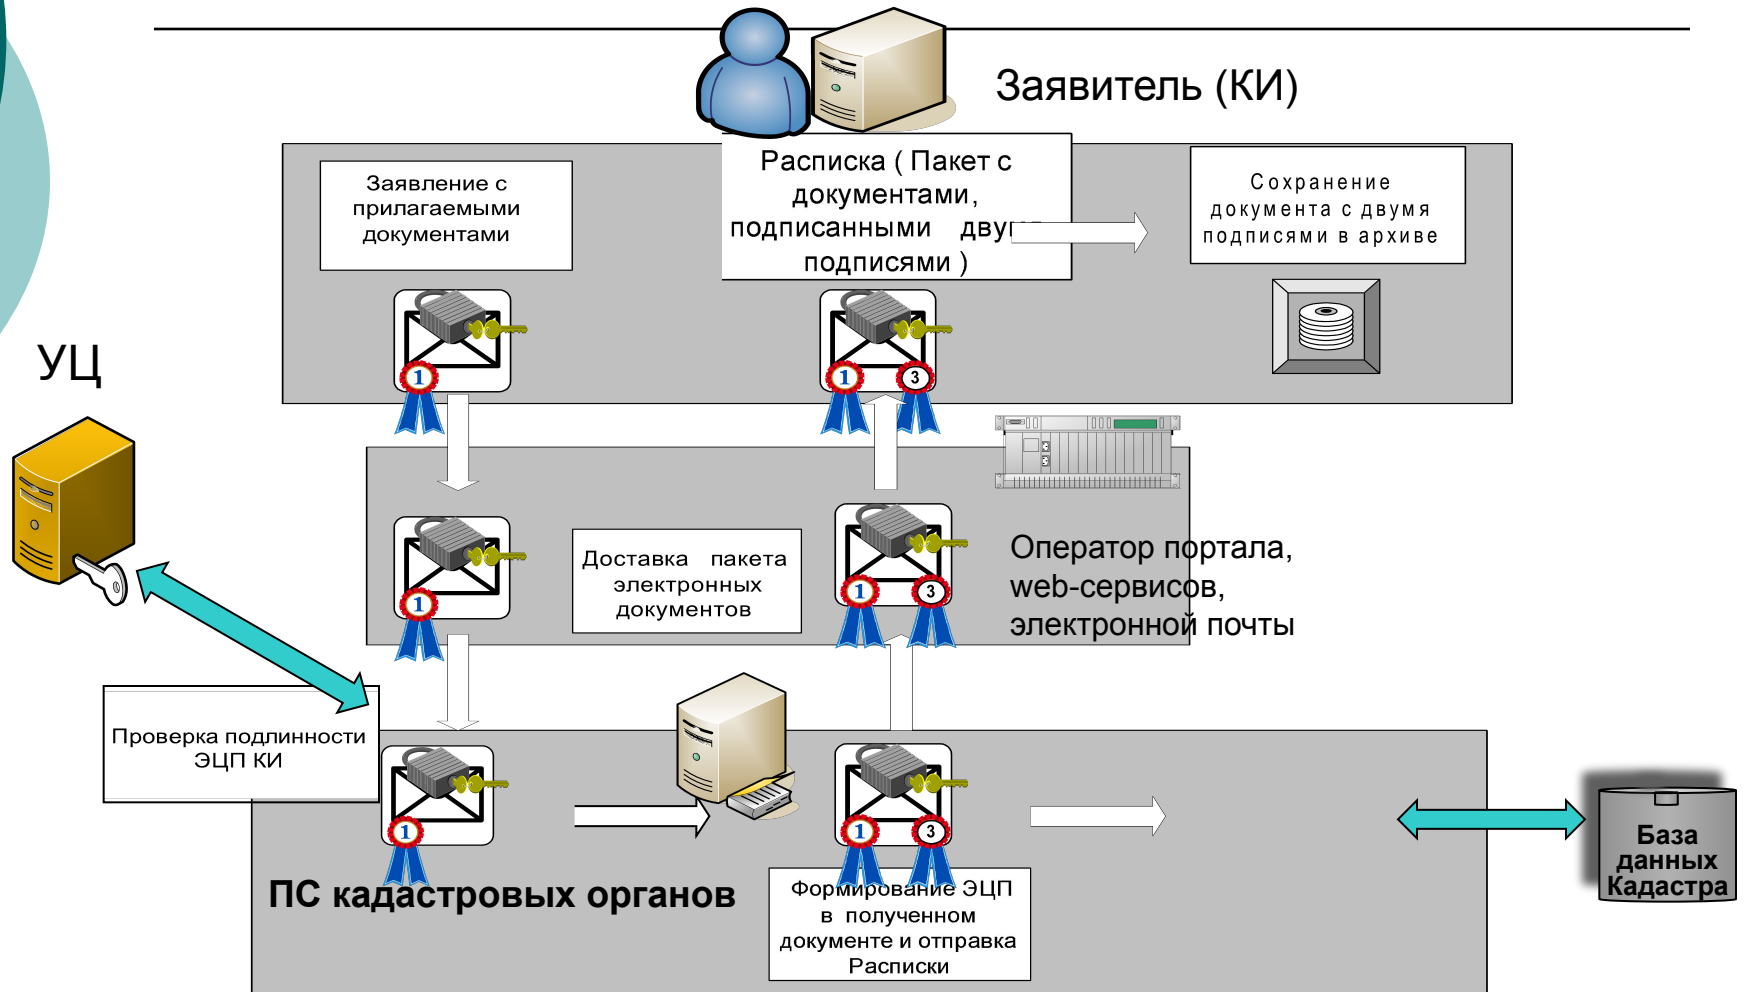 Заявитель (КИ)
Заявление с
прилагаемыми
документами
Расписка ( Пакет с
документами,
подписанными двумя
подписями )
Сохранение
документа с двумя
подписями в архиве
1
1
3
УЦ
Доставка пакета
электронных
документов
1
1
3
Оператор портала,
web-сервисов,
электронной почты
Проверка подлинности
ЭЦП КИ
1
1
3
ПС кадастровых органов
Формирование ЭЦП
в полученном
документе и отправка
Расписки
База
данных
Кадастра